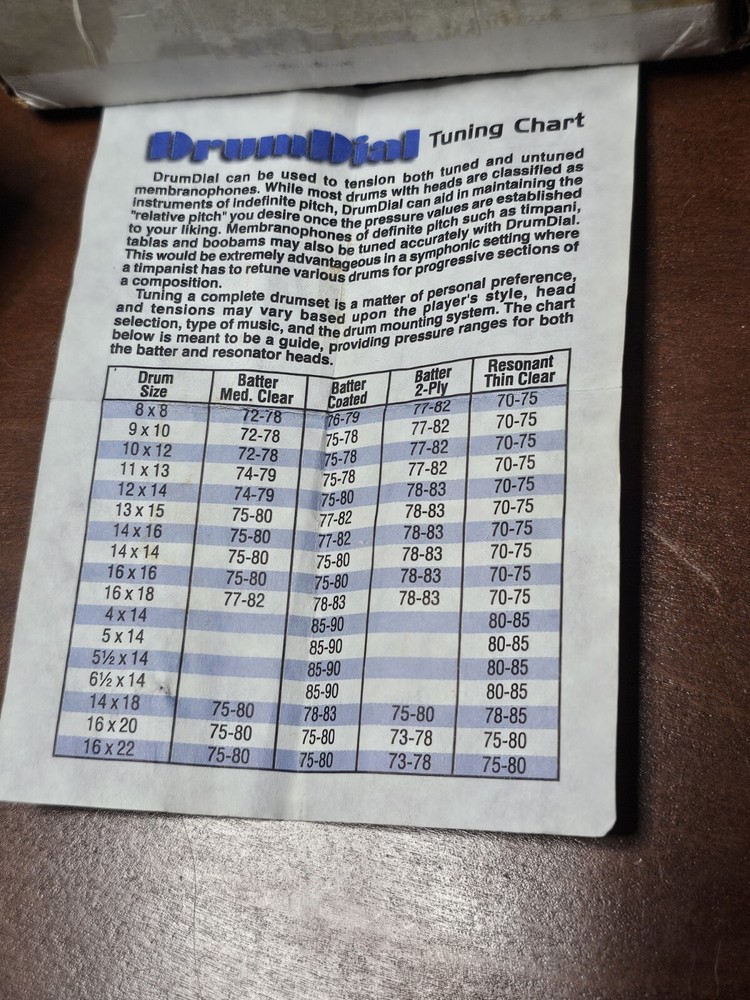 DrumDial Tuning Chart
DrumDial can be used to tension both tuned and untuned
membranophones. While most drums with heads are classified as
instruments of indefinite pitch, DrumDial can aid in maintaining the
"relative pitch" you desire once the pressure values are established
to your liking. Membranophones of definite pitch such as timpani,
tablas and boobams may also be tuned accurately with DrumDial.
This would be extremely advantageous in a symphonic setting where
a timpanist has to retune various drums for progressive sections of
a composition.
Tuning a complete drumset is a matter of personal preference,
and tensions may vary based upon the player's style, head
selection, type of music, and the drum mounting system. The chart
below is meant to be a guide, providing pressure ranges for both
the batter and resonator heads.
Drum Batter Batter Batter Resonant
Size Med. Clear Coated 2-Ply Thin Clear
8 x 8 72-78 76-79 77-82 70-75
9 x 10 72-78 75-78 77-82 70-75
10 x 12 72-78 75-78 77-82 70-75
11 x 13 74-79 75-78 77-82 70-75
12 x 14 74-79 75-80 78-83 70-75
13 x 15 75-80 77-82 78-83 70-75
14 x 16 75-80 77-82 78-83 70-75
14 x 14 75-80 75-80 78-83 70-75
16 x 16 75-80 75-80 78-83 70-75
16 x 18 77-82 78-83 78-83 70-75
4 x 14 85-90 80-85
5 x 14 85-90 80-85
5½ x 14 85-90 80-85
6½ x 14 85-90 80-85
14 x 18 75-80 78-83 75-80 78-85
16 x 20 75-80 75-80 73-78 75-80
16 x 22 75-80 75-80 73-78 75-80